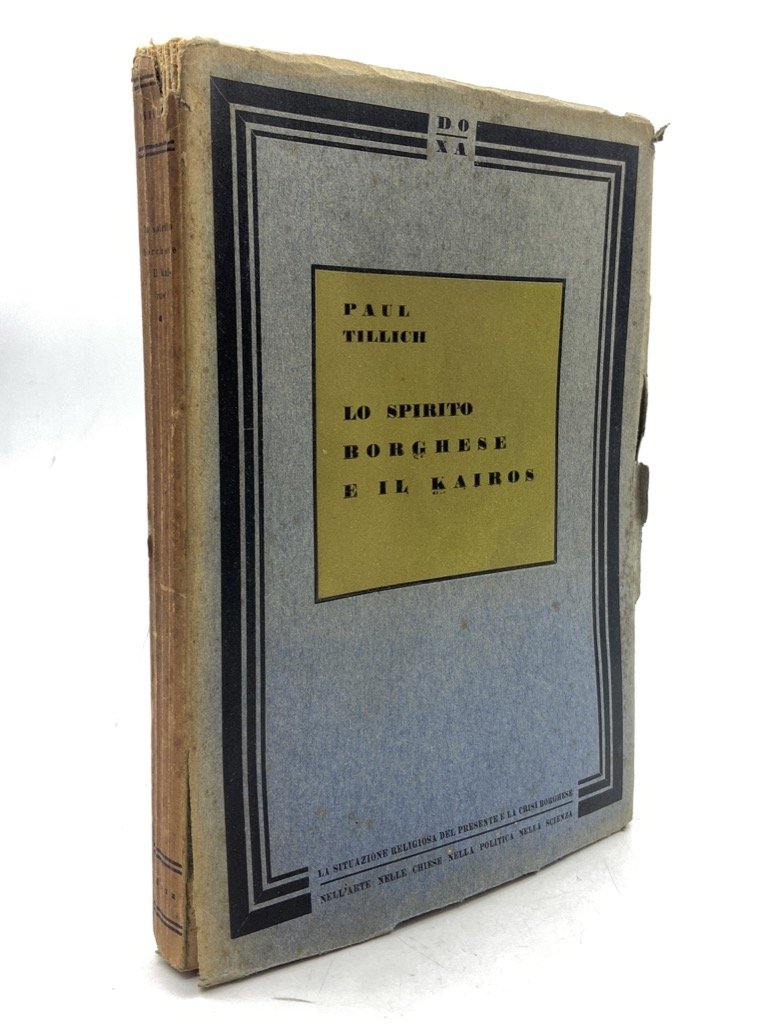 DO
XA
PAUL
TILLICH
LO SPIRITO
BORGHESE
E IL KAIROS
LA SITUAZIONE RELIGIOSA DEL PRESENTE E LA CRISI BORGHESE
NELL'ARTE NELLE CHIESE NELLA POLITICA NELLA SCIENZA